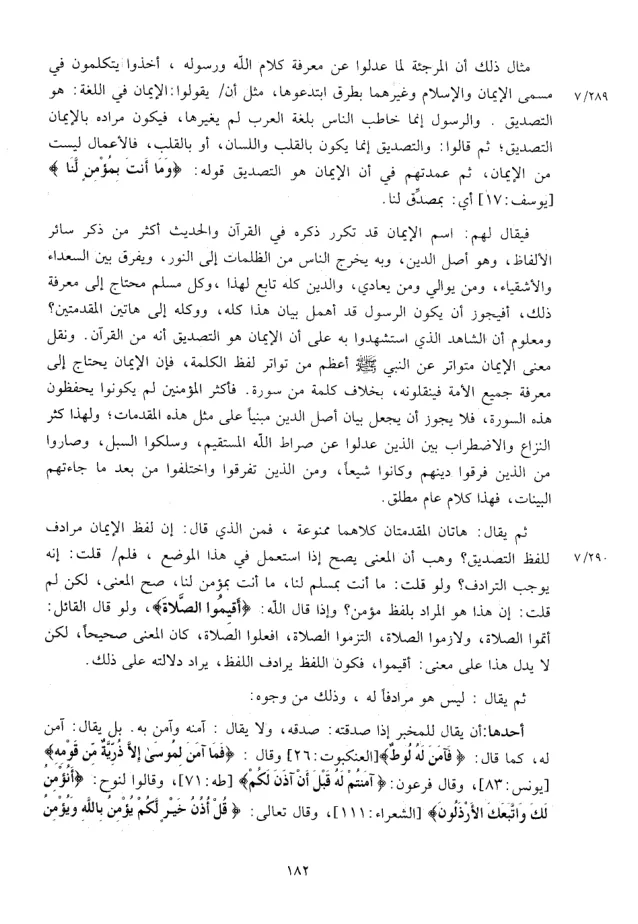 مثال ذلك أن المرجئة لما عدلوا عن معرفة كلام الله ورسوله ، أخذوا يتكلمون في
مسمى الإيمان والإسلام وغيرهما بطرق ابتدعوها، مثل أن/ يقولوا: الإيمان في اللغة: هو ٧/٢٨٩
التصديق . والرسول إنما خاطب الناس بلغة العرب لم يغيرها، فيكون مراده بالإيمان
التصديق؛ ثم قالوا: والتصديق إنما يكون بالقلب واللسان، أو بالقلب، فالأعمال ليست
من الإيمان، ثم عمدتهم في أن الإيمان هو التصديق قوله: ﴿وَمَا أَنتَ بِمُؤْمِنٍ لَّنَا ﴾
[يوسف:١٧] أي: بمصدِّق لنا.
فيقال لهم: اسم الإيمان قد تكرر ذكره في القرآن والحديث أكثر من ذكر سائر
الألفاظ، وهو أصل الدين، وبه يخرج الناس من الظلمات إلى النور، ويفرق بين السعداء
والأشقياء، ومن يوالي ومن يعادي، والدين كله تابع لهذا ،وكل مسلم محتاج إلى معرفة
ذلك، أفيجوز أن يكون الرسول قد أهمل بيان هذا كله، ووكله إلى هاتين المقدمتين؟
ومعلوم أن الشاهد الذي استشهدوا به على أن الإيمان هو التصديق أنه من القرآن. ونقل
معنى الإيمان متواتر عن النبي ﷺ أعظم من تواتر لفظ الكلمة، فإن الإيمان يحتاج إلى
معرفة جميع الأمة فينقلونه، بخلاف كلمة من سورة. فأكثر المؤمنين لم يكونوا يحفظون
هذه السورة، فلا يجوز أن يجعل بيان أصل الدين مبنياً على مثل هذه المقدمات؛ ولهذا كثر
النزاع والاضطراب بين الذين عدلوا عن صراط الله المستقيم، وسلكوا السبل، وصاروا
من الذين فرقوا دينهم وكانوا شيعاً، ومن الذين تفرقوا واختلفوا من بعد ما جاءتهم
البينات، فهذا كلام عام مطلق.
ثم يقال: هاتان المقدمتان كلاهما ممنوعة ، فمن الذي قال: إن لفظ الإيمان مرادف
للفظ التصديق؟ وهب أن المعنى يصح إذا استعمل في هذا الموضع ، فلم/ قلت: إنه ٧/٢٩٠
يوجب الترادف؟ ولو قلت: ما أنت بمسلم لنا، ما أنت بمؤمن لنا، صح المعنى، لكن لم
قلت: إن هذا هو المراد بلفظ مؤمن؟ وإذا قال الله: ﴿أَقِيمُوا الصَّلاةَ﴾، ولو قال القائل:
أتموا الصلاة، ولازموا الصلاة، التزموا الصلاة، افعلوا الصلاة، كان المعنى صحيحاً، لكن
لا يدل هذا على معنى: أقيموا، فكون اللفظ يرادف اللفظ، يراد دلالته على ذلك.
ثم يقال : ليس هو مرادفاً له ، وذلك من وجوه:
أحدها:أن يقال للمخبر إذا صدقته: صدقه، ولا يقال : آمنه وآمن به. بل يقال: آمن
له، كما قال: ﴿ فَآمَنَ لَهُ لُوطٌ﴾[العنكبوت:٢٦] وقال : ﴿فَمَا آمَنَ لِمُوسَىٰ إِلاَّ ذُرِّيَّةٌ مِّن قَوْمِهِ﴾
[يونس:٨٣]، وقال فرعون: ﴿ آمَنتُمْ لَهُ قَبْلَ أَنْ آذَنَ لَكُمْ﴾ [طه:٧١]، وقالوا لنوح: ﴿أَنُؤْمِنُ
لَكَ وَاتَّبَعَكَ الأَرْذَلُونَ﴾ [الشعراء:١١١]، وقال تعالى: ﴿ قُلْ أُذُنُ خَيْرٍ لَّكُمْ يُؤْمِنُ بِاللَّهِ وَيُؤْمِنُ
١٨٢